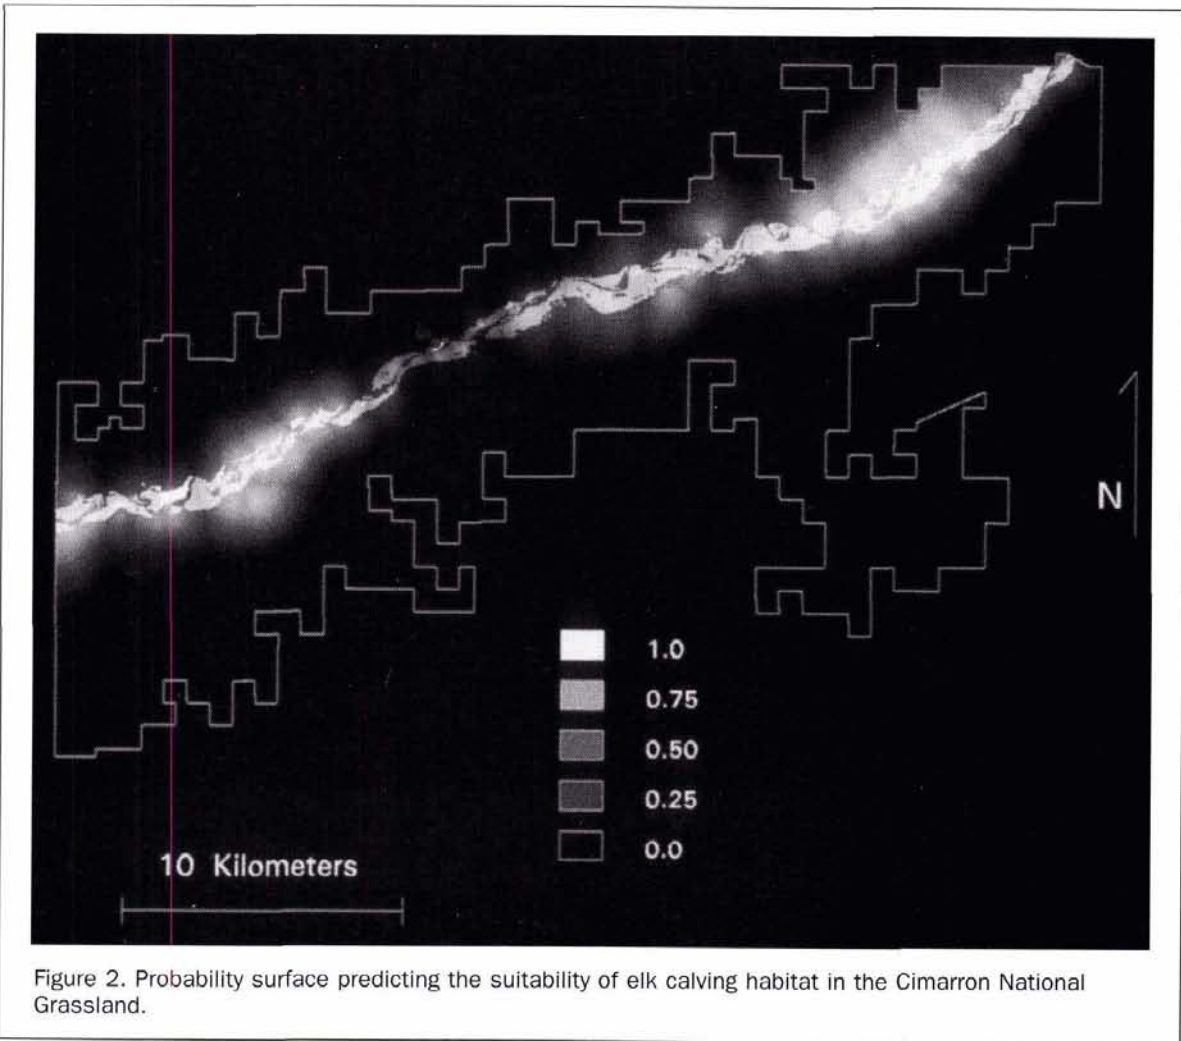 N
1.0
0.75
0.50
0.25
0.0
10 Kilometers
Figure 2. Probability surface predicting the suitability of elk calving habitat in the Cimarron National
Grassland.